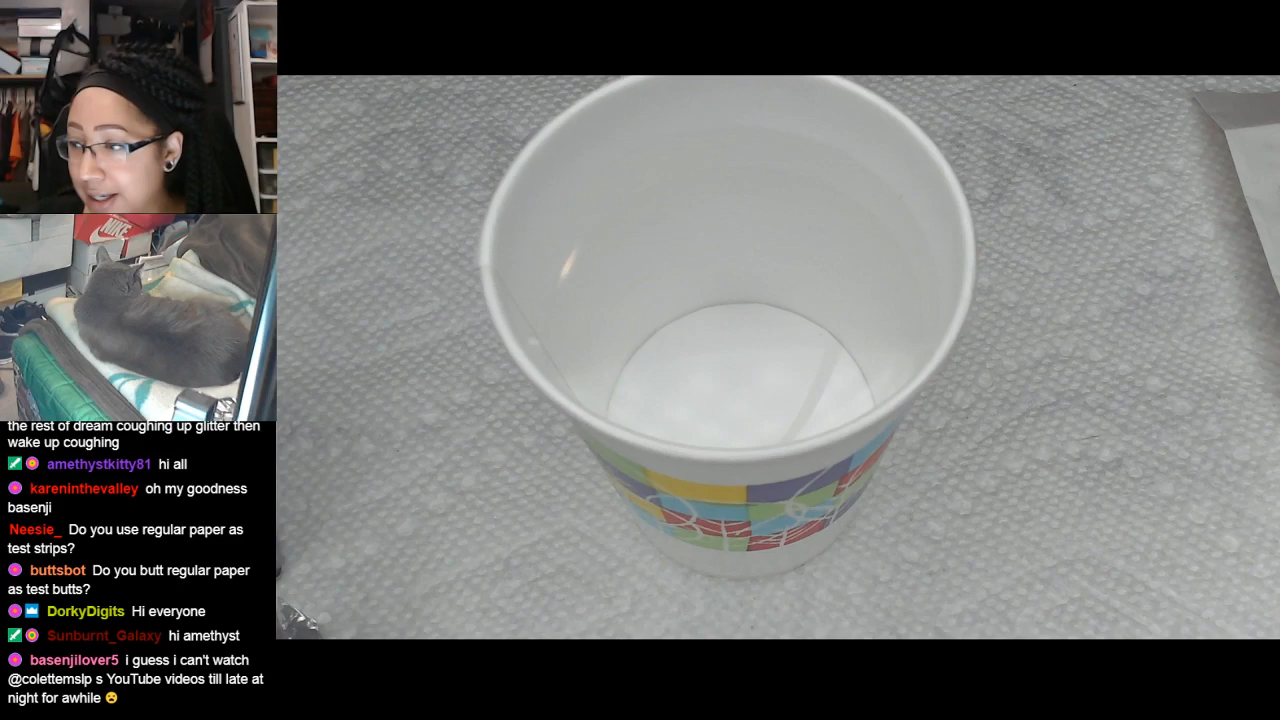 NIKE
the rest of dream coughing up glitter then
wake up coughing
amethystkitty81 hi all
kareninthevalley oh my goodness
basenji
Neesie_ Do you use regular paper as
test strips?
buttsbot Do you butt regular paper
as test butts?
DorkyDigits Hi everyone
Sunburnt_Galaxy hi amethyst
basenjilover5 i guess i can't watch
@colettemslp s YouTube videos till late at
night for awhile 😦